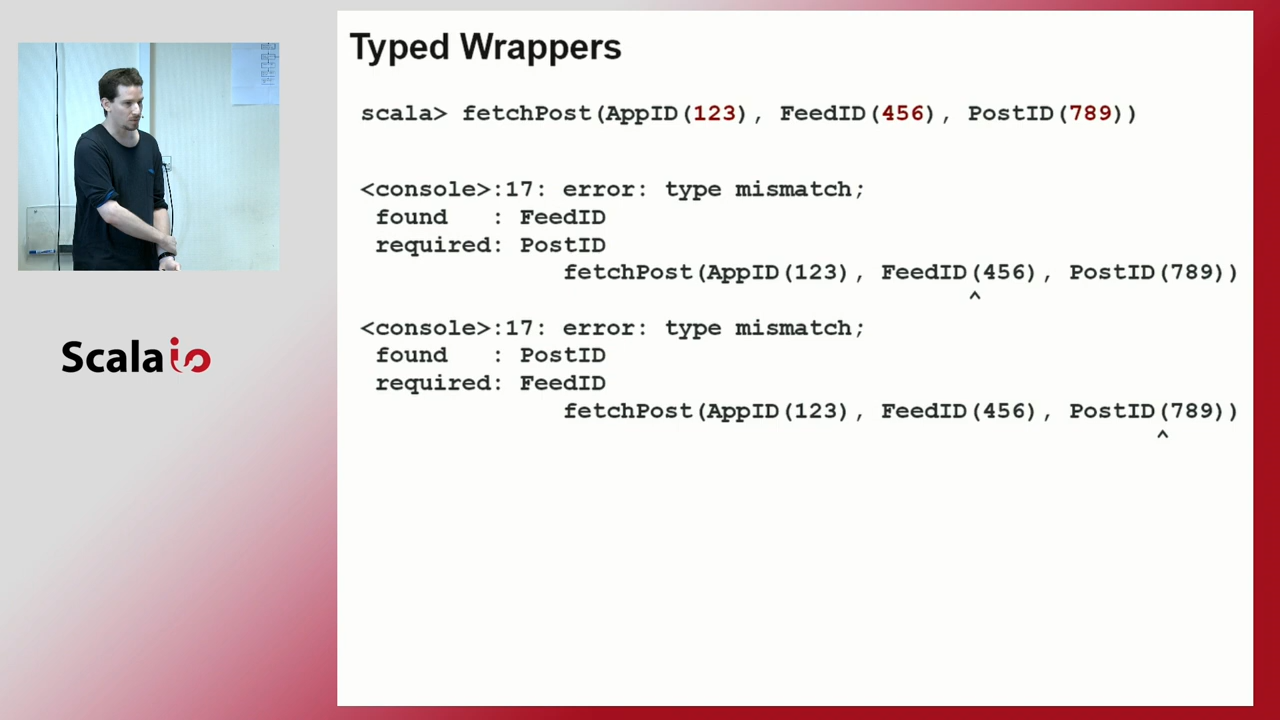 Typed Wrappers
scala> fetchPost(AppID(123), FeedID(456), PostID(789))
<console>:17: error: type mismatch;
found   : FeedID
required: PostID
fetchPost(AppID(123), FeedID(456), PostID(789))
^
<console>:17: error: type mismatch;
found   : PostID
required: FeedID
fetchPost(AppID(123), FeedID(456), PostID(789))
^
Scala io